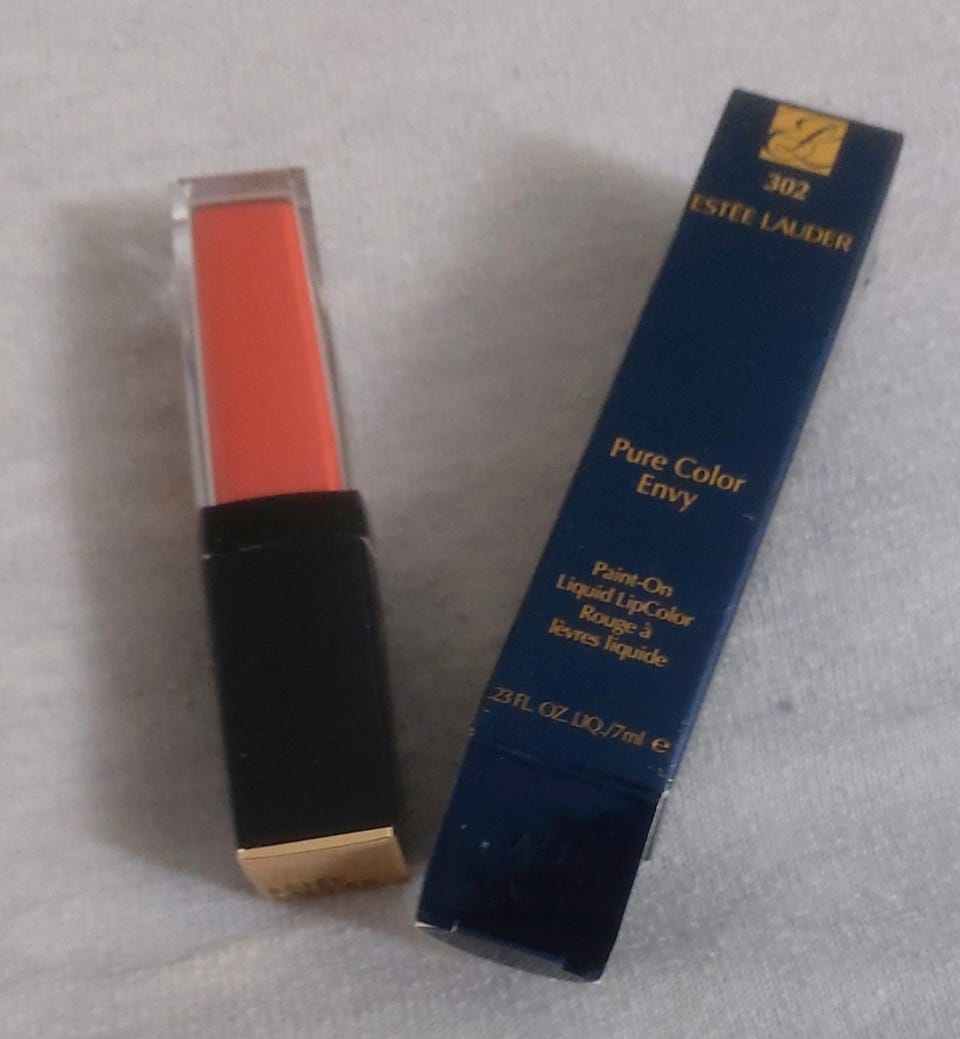 302
ESTĒE LAUDER
Pure Color
Envy
Paint-On
Liquid LipColor
Rouge à
lèvres liquide
.23 FL. OZ. LIQ./7ml ℮